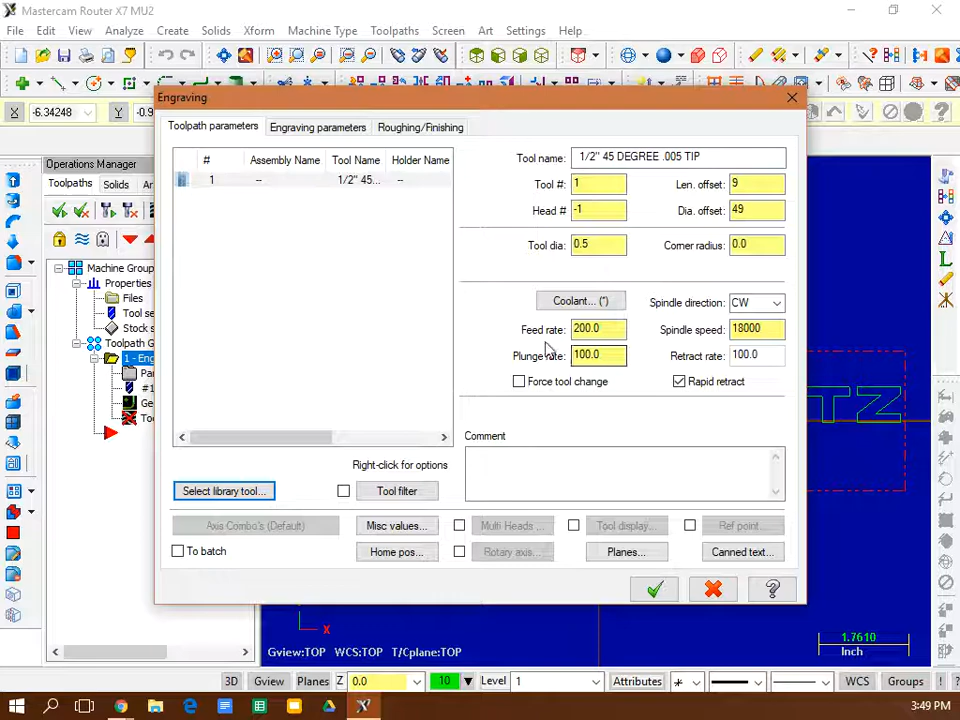 Mastercam Router X7 MU2
File Edit View Analyze Create Solids Xform Machine Type Toolpaths Screen Art Settings Help
X -6.34248 Y -0.9
Engraving
Operations Manager
Toolpaths Solids Ar
Machine Group
Properties
Files
Tool se
Stock s
Toolpath G
1 - Eng
Par
#1
Ge
Too
Toolpath parameters Engraving parameters Roughing/Finishing
# Assembly Name Tool Name Holder Name
1 -- 1/2" 45... --
Right-click for options
Select library tool... Tool filter
Axis Combo's (Default) Misc values... Multi Heads ... Tool display... Ref point...
To batch Home pos... Rotary axis... Planes... Canned text...
Tool name: 1/2" 45 DEGREE .005 TIP
Tool #: 1 Len. offset: 9
Head # -1 Dia. offset: 49
Tool dia: 0.5 Corner radius: 0.0
Coolant... (*) Spindle direction: CW
Feed rate: 200.0 Spindle speed: 18000
Plunge rate: 100.0 Retract rate: 100.0
Force tool change Rapid retract
Comment
TZ
X
Gview:TOP WCS:TOP T/Cplane:TOP
1.7610
Inch
3D Gview Planes Z 0.0 10 Level 1 Attributes WCS Groups ! ?
3:49 PM